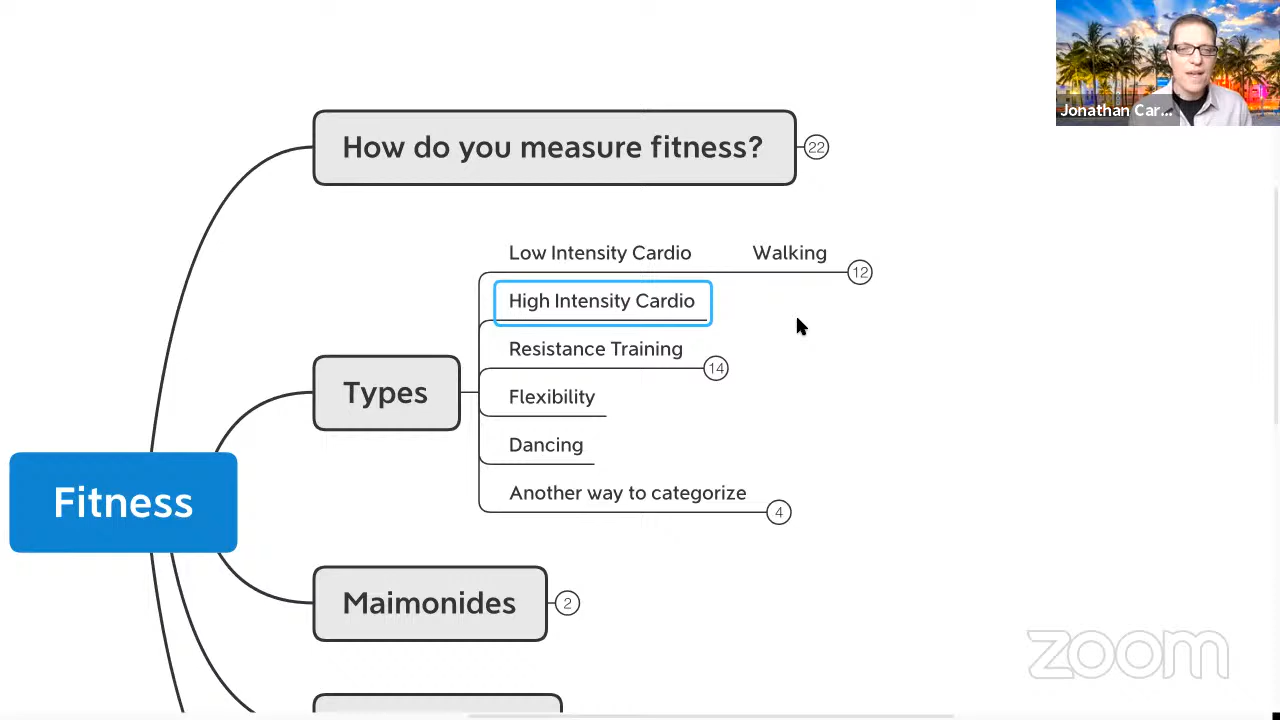 Jonathan Car...
How do you measure fitness? 22
Low Intensity Cardio Walking 12
High Intensity Cardio
Resistance Training 14
Types
Flexibility
Dancing
Another way to categorize 4
Fitness
Maimonides 2
zoom